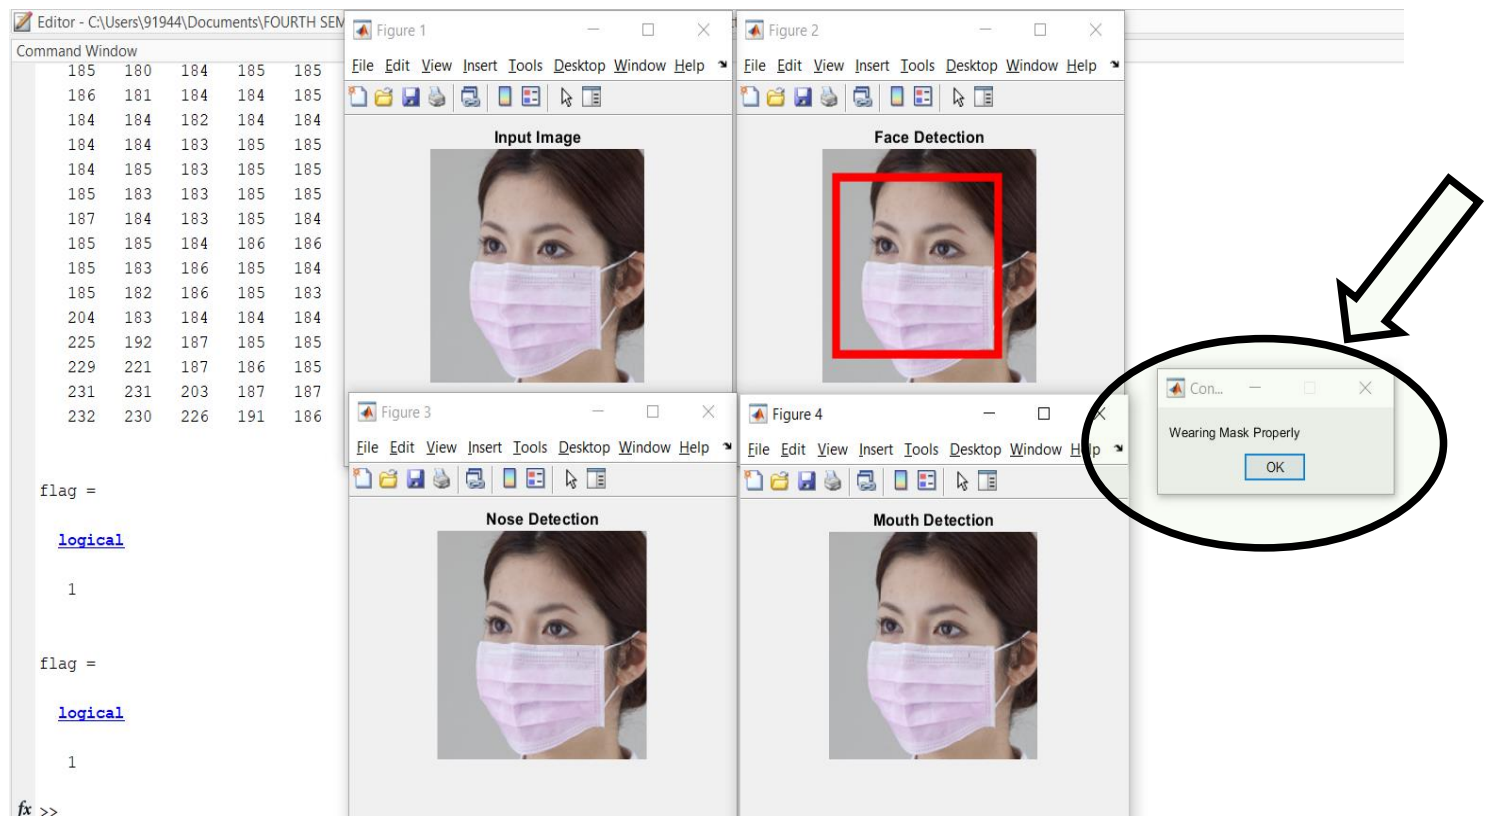 Editor - C:\Users\91944\Documents\FOURTH SEM
Command Window
185 180 184 185 185
186 181 184 184 185
184 184 182 184 184
184 184 183 185 185
184 185 183 185 185
185 183 183 185 185
187 184 183 185 184
185 185 184 186 186
185 183 186 185 184
185 182 186 185 183
204 183 184 184 184
225 192 187 185 185
229 221 187 186 185
231 231 203 187 187
232 230 226 191 186
flag =
logical
1
flag =
logical
1
fx >>
Figure 1
File Edit View Insert Tools Desktop Window Help
Input Image
Figure 2
File Edit View Insert Tools Desktop Window Help
Face Detection
Figure 3
File Edit View Insert Tools Desktop Window Help
Nose Detection
Figure 4
File Edit View Insert Tools Desktop Window Help
Mouth Detection
Con...
Wearing Mask Properly
OK